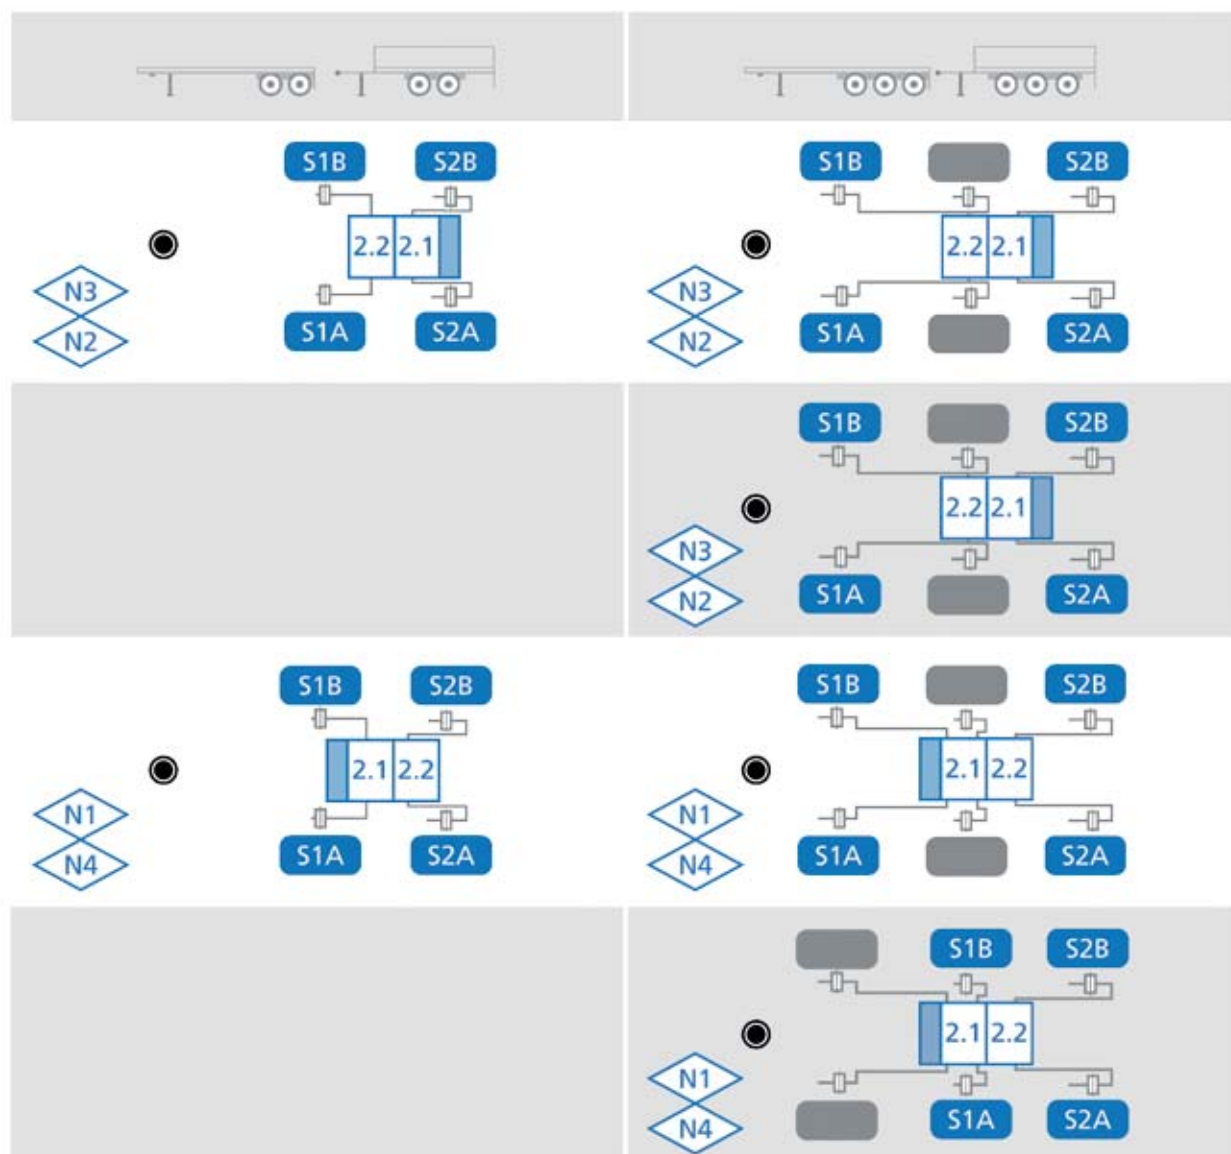 S1B S2B
2.2 2.1
N3
N2
S1A S2A
S1B S2B
2.2 2.1
N3
N2
S1A S2A
S1B S2B
2.2 2.1
N3
N2
S1A S2A
S1B S2B
2.1 2.2
N1
N4
S1A S2A
S1B S2B
2.1 2.2
N1
N4
S1A S2A
S1B S2B
2.1 2.2
N1
N4
S1A S2A